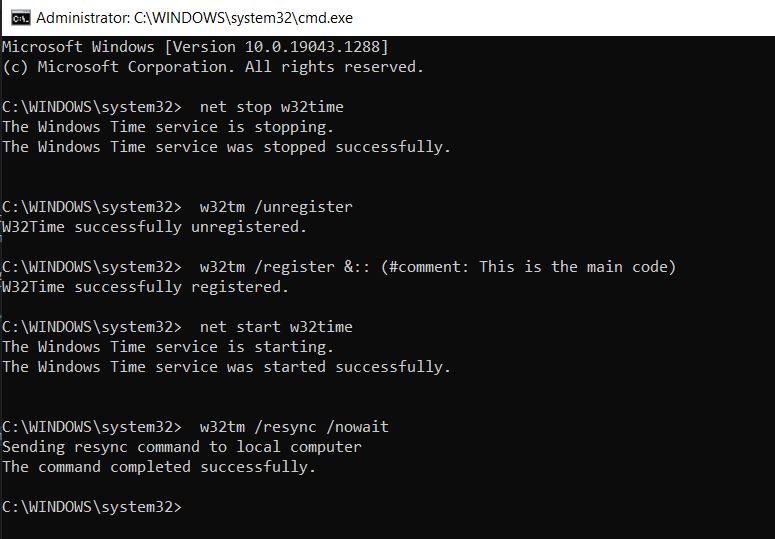 Administrator: C:\WINDOWS\system32\cmd.exe
Microsoft Windows [Version 10.0.19043.1288]
(c) Microsoft Corporation. All rights reserved.
C:\WINDOWS\system32>  net stop w32time
The Windows Time service is stopping.
The Windows Time service was stopped successfully.
C:\WINDOWS\system32>  w32tm /unregister
W32Time successfully unregistered.
C:\WINDOWS\system32>  w32tm /register &:: (#comment: This is the main code)
W32Time successfully registered.
C:\WINDOWS\system32>  net start w32time
The Windows Time service is starting.
The Windows Time service was started successfully.
C:\WINDOWS\system32>  w32tm /resync /nowait
Sending resync command to local computer
The command completed successfully.
C:\WINDOWS\system32>